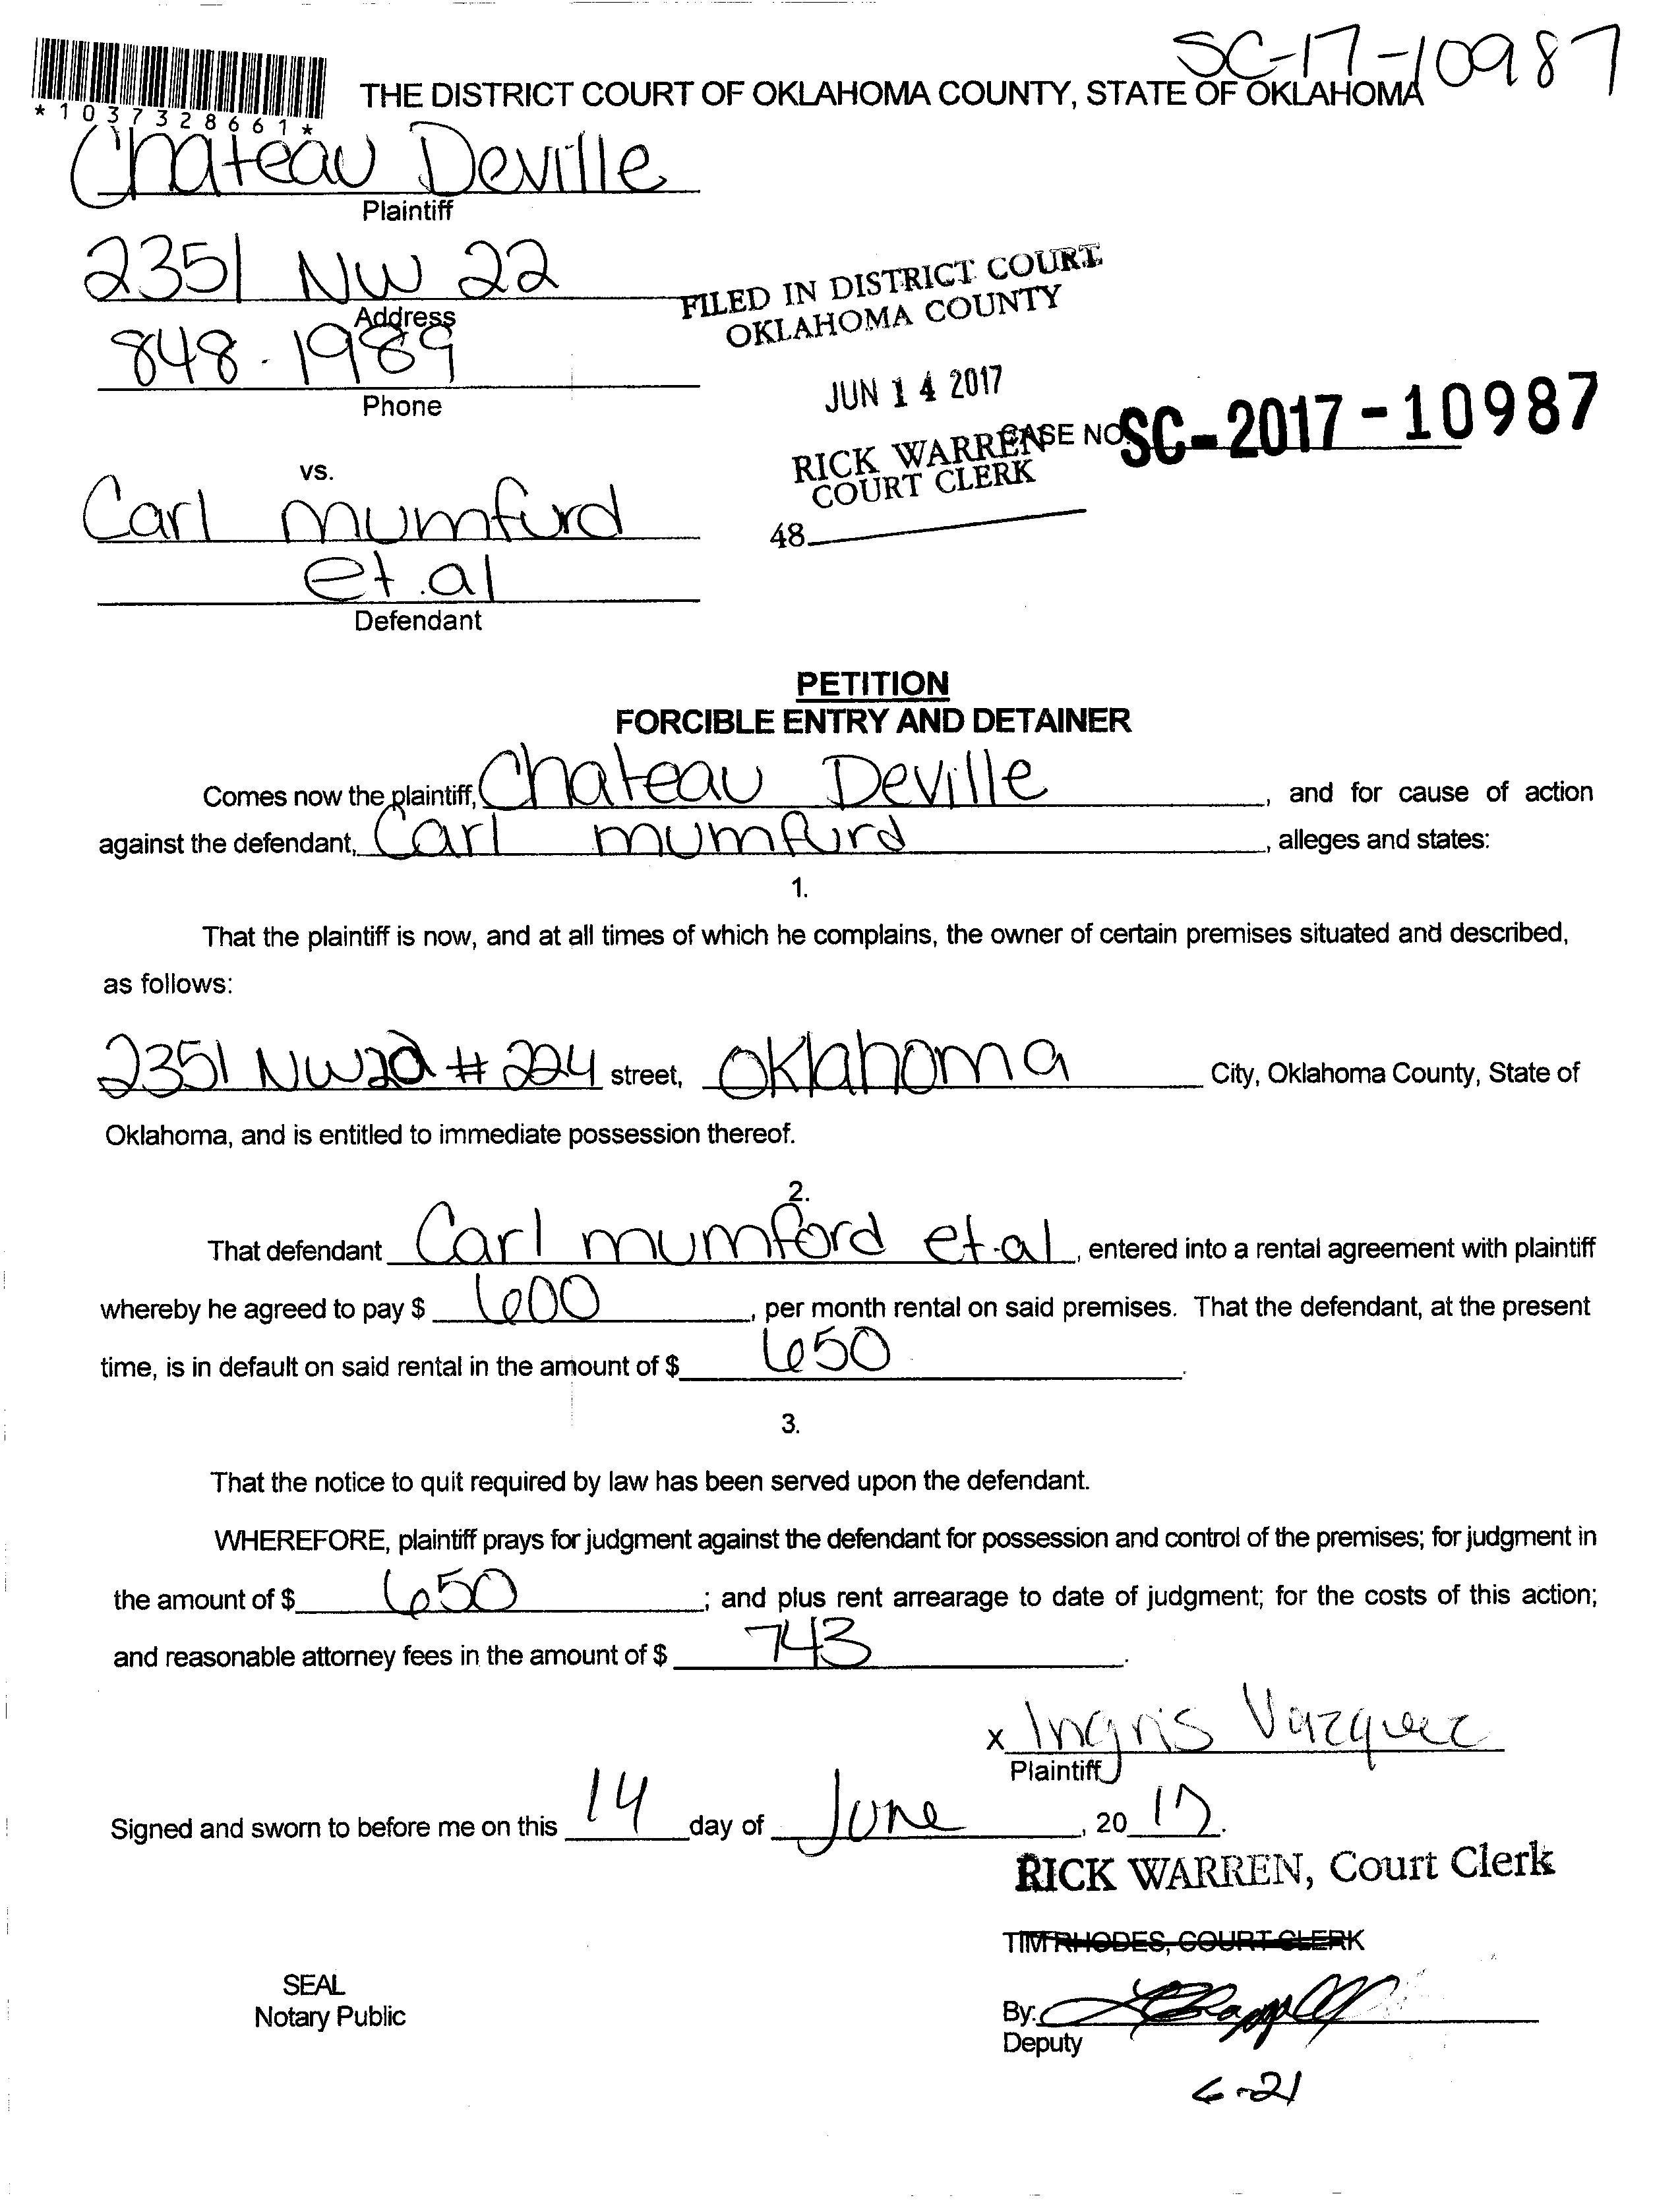 SC-17-10987
*1037328661*
THE DISTRICT COURT OF OKLAHOMA COUNTY, STATE OF OKLAHOMA
Chateau Deville
Plaintiff
2351 NW 22
Address
848-1989
Phone
FILED IN DISTRICT COURT
OKLAHOMA COUNTY
JUN 14 2017
RICK WARREN
COURT CLERK
48
CASE NO. SC-2017-10987
vs.
Carl mumfurd
et.al
Defendant
PETITION
FORCIBLE ENTRY AND DETAINER
Comes now the plaintiff, Chateau Deville, and for cause of action
against the defendant, Carl mumfurd, alleges and states:
1.
That the plaintiff is now, and at all times of which he complains, the owner of certain premises situated and described,
as follows:
2351 NW22 # 224 street, Oklahoma City, Oklahoma County, State of
Oklahoma, and is entitled to immediate possession thereof.
2.
That defendant Carl mumford et.al, entered into a rental agreement with plaintiff
whereby he agreed to pay $ 600, per month rental on said premises. That the defendant, at the present
time, is in default on said rental in the amount of $ 650.
3.
That the notice to quit required by law has been served upon the defendant.
WHEREFORE, plaintiff prays for judgment against the defendant for possession and control of the premises; for judgment in
the amount of $ 650; and plus rent arrearage to date of judgment; for the costs of this action;
and reasonable attorney fees in the amount of $ 743.
x Ingris Vazquez
Plaintiff
Signed and sworn to before me on this 14 day of June, 20 17.
RICK WARREN, Court Clerk
TIM RHODES, COURT CLERK
SEAL
Notary Public
By:
Deputy
6-21